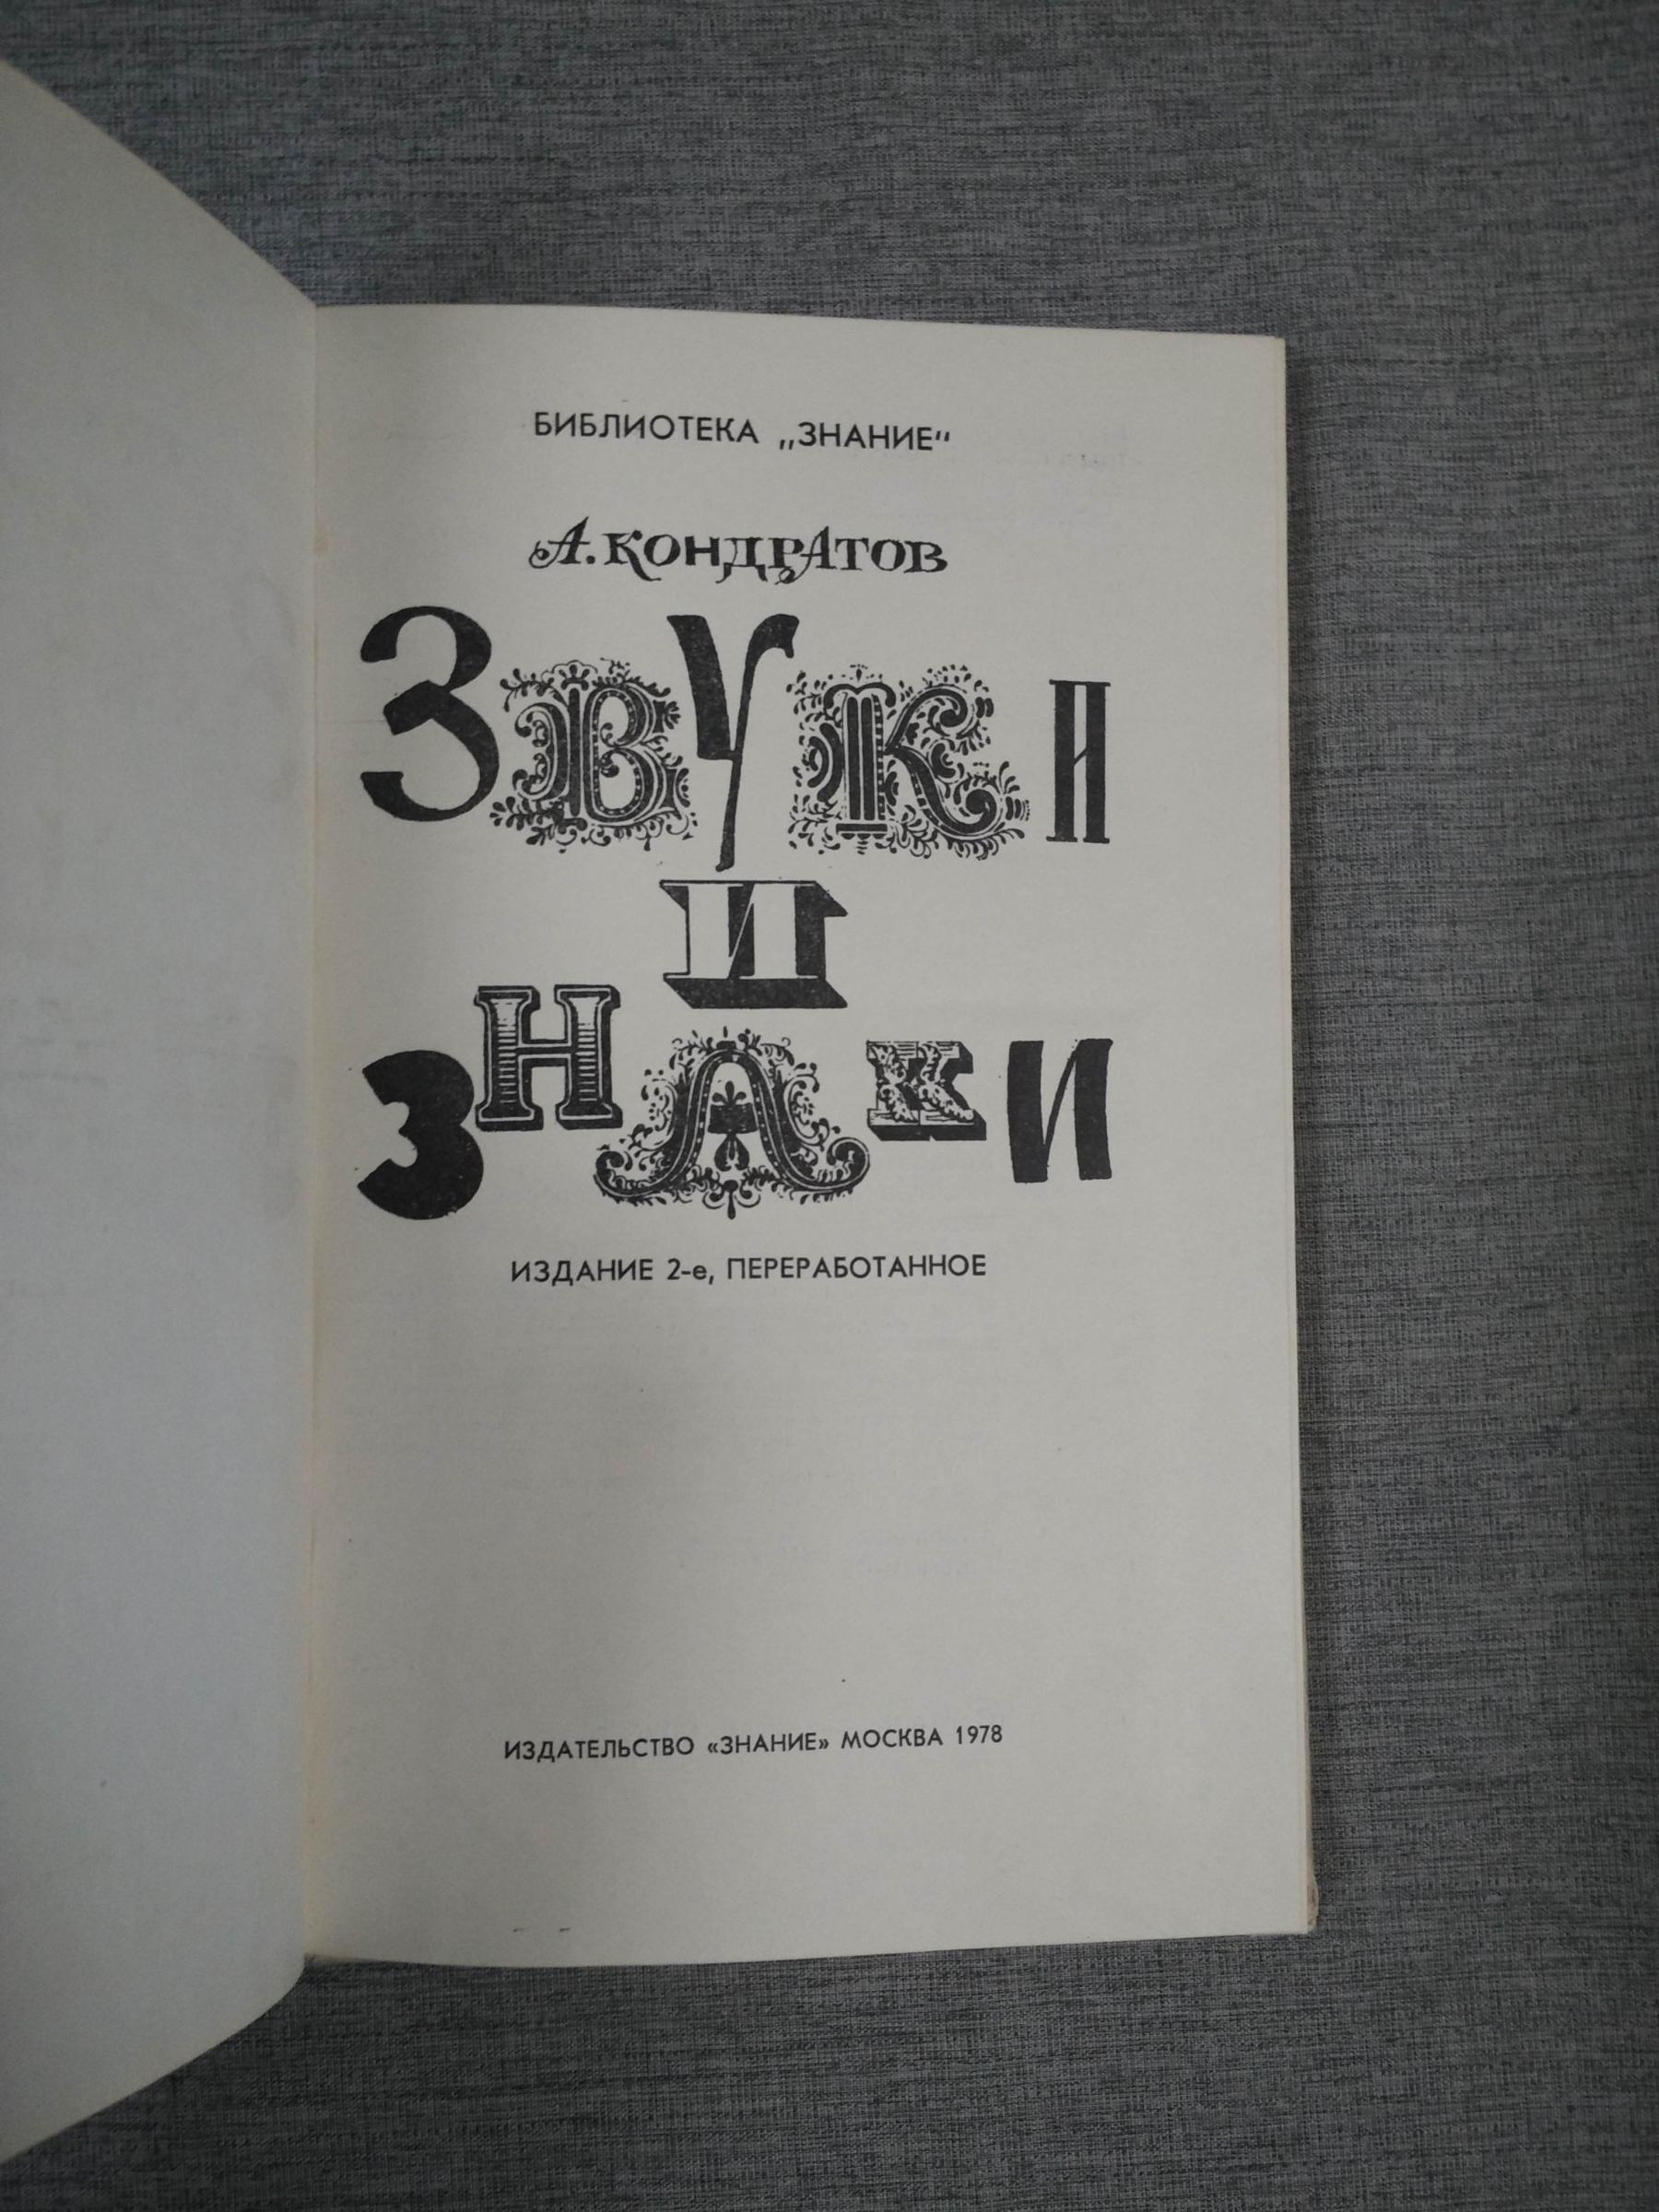 БИБЛИОТЕКА „ЗНАНИЕ“
А. КОНДРАТОВ
ЗВУКИ
И
ЗНАКИ
ИЗДАНИЕ 2-е, ПЕРЕРАБОТАННОЕ
ИЗДАТЕЛЬСТВО «ЗНАНИЕ» МОСКВА 1978